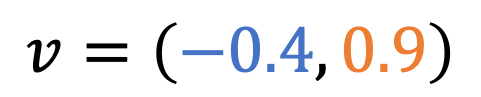 𝑣 = (−0.4, 0.9)